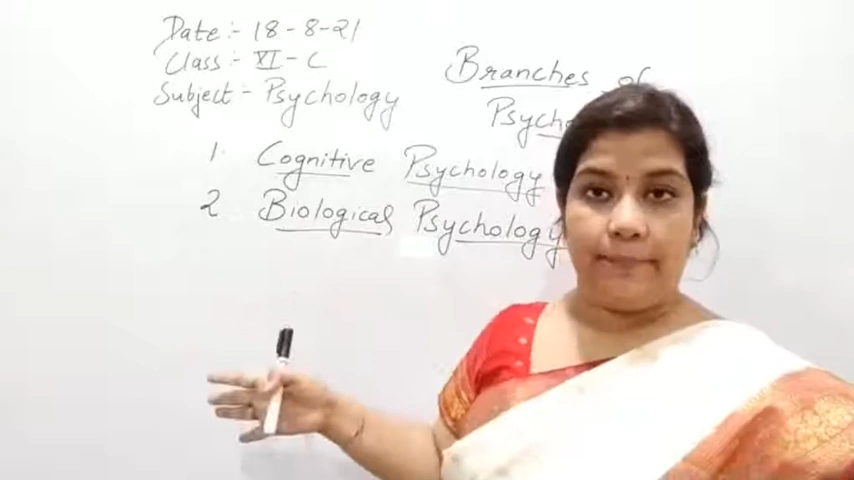 Date:- 18-8-21
Class:- XI-C
Subject:- Psychology
Branches of
1. Cognitive Psychology
2 Biological Psychology